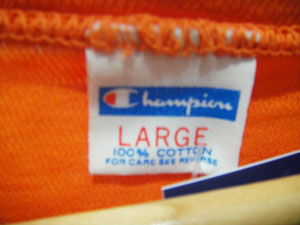 Champion
LARGE
100% COTTON
FOR CARE SEE REVERSE